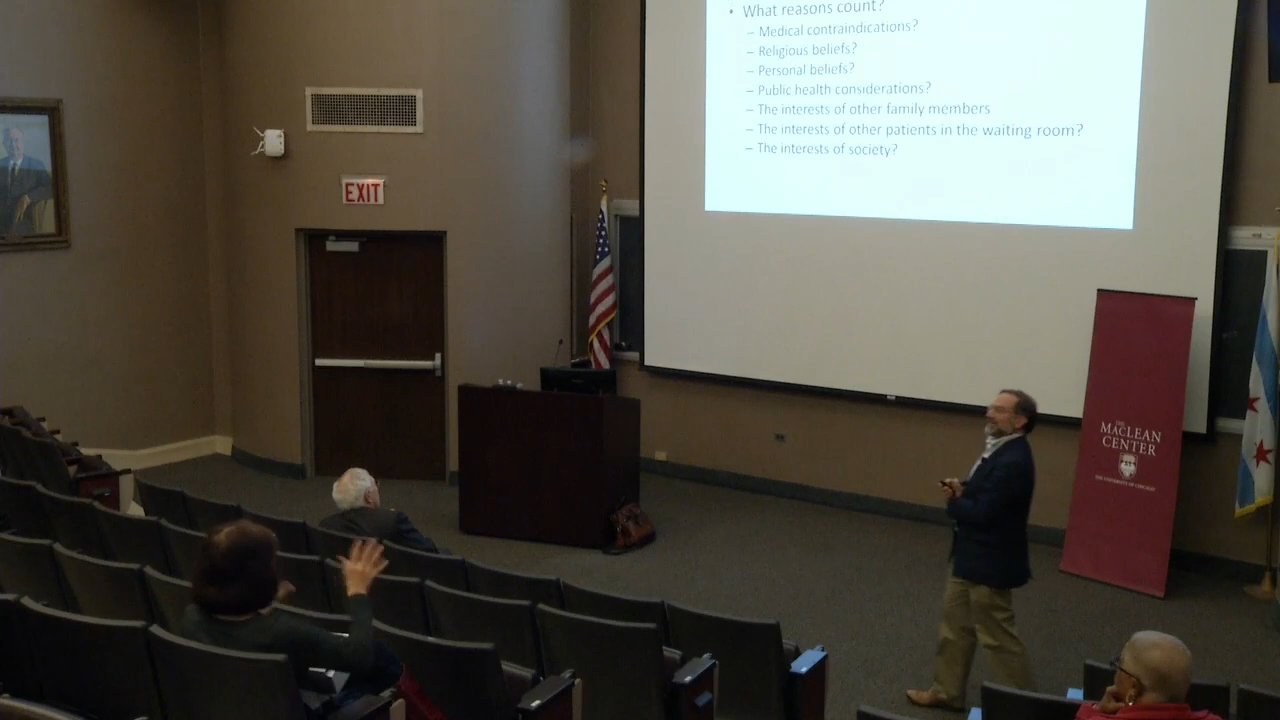 • What reasons count?
– Medical contraindications?
– Religious beliefs?
– Personal beliefs?
– Public health considerations?
– The interests of other family members
– The interests of other patients in the waiting room?
– The interests of society?
EXIT
THE
MACLEAN
CENTER
THE UNIVERSITY OF CHICAGO